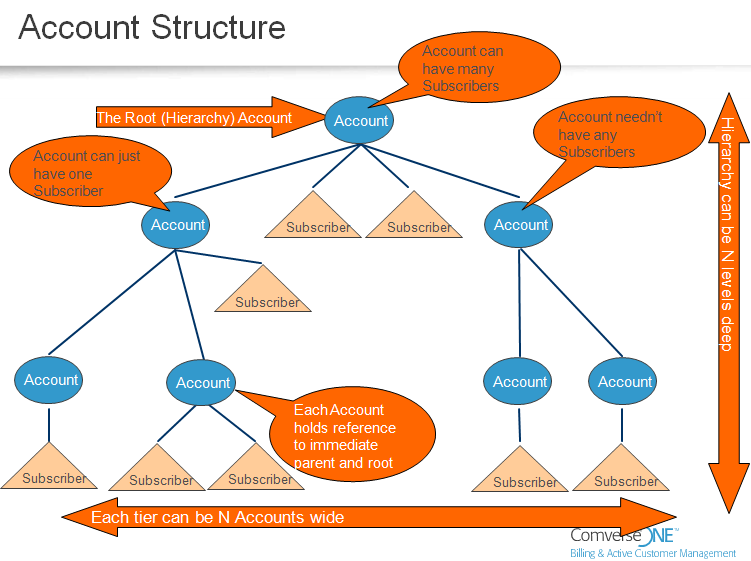 Account Structure
Account can
have many
Subscribers
The Root (Hierarchy) Account
Account
Account needn't
have any
Subscribers
Hierarchy can be N levels deep
Account can just
have one
Subscriber
Account
Subscriber
Subscriber
Account
Subscriber
Account
Account
Account
Account
Each Account
holds reference
to immediate
parent and root
Subscriber
Subscriber
Subscriber
Subscriber
Subscriber
Each tier can be N Accounts wide
ComverseONE™
Billing & Active Customer Management